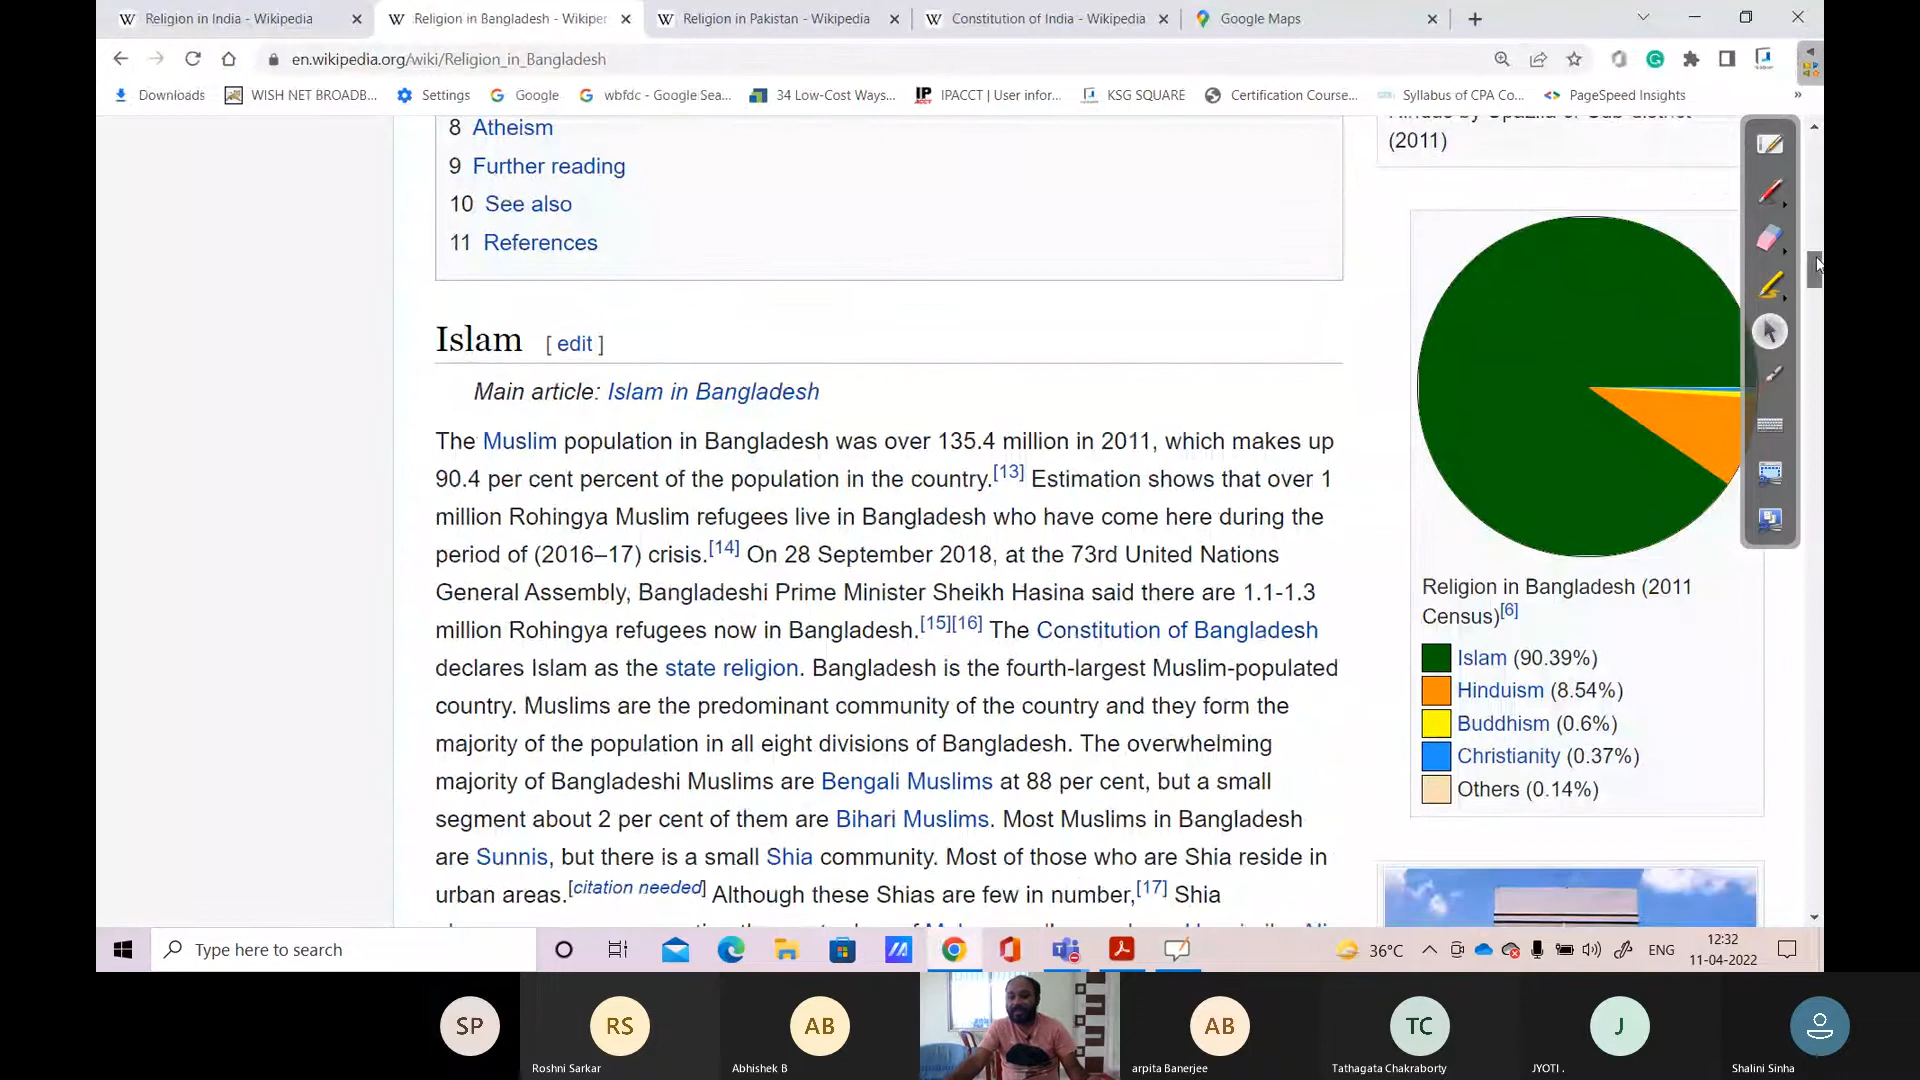 Religion in India - Wikipedia
Religion in Bangladesh - Wikiper
Religion in Pakistan - Wikipedia
Constitution of India - Wikipedia
Google Maps
en.wikipedia.org/wiki/Religion_in_Bangladesh
Downloads
WISH NET BROADB...
Settings
Google
wbfdc - Google Sea...
34 Low-Cost Ways...
IPACCT | User infor...
KSG SQUARE
Certification Course...
Syllabus of CPA Co...
PageSpeed Insights
8 Atheism
9 Further reading
10 See also
11 References
(2011)
Islam [ edit ]
Main article: Islam in Bangladesh
The Muslim population in Bangladesh was over 135.4 million in 2011, which makes up
90.4 per cent percent of the population in the country.[13] Estimation shows that over 1
million Rohingya Muslim refugees live in Bangladesh who have come here during the
period of (2016–17) crisis.[14] On 28 September 2018, at the 73rd United Nations
General Assembly, Bangladeshi Prime Minister Sheikh Hasina said there are 1.1-1.3
million Rohingya refugees now in Bangladesh.[15][16] The Constitution of Bangladesh
declares Islam as the state religion. Bangladesh is the fourth-largest Muslim-populated
country. Muslims are the predominant community of the country and they form the
majority of the population in all eight divisions of Bangladesh. The overwhelming
majority of Bangladeshi Muslims are Bengali Muslims at 88 per cent, but a small
segment about 2 per cent of them are Bihari Muslims. Most Muslims in Bangladesh
are Sunnis, but there is a small Shia community. Most of those who are Shia reside in
urban areas.[citation needed] Although these Shias are few in number,[17] Shia
Religion in Bangladesh (2011
Census)[6]
Islam (90.39%)
Hinduism (8.54%)
Buddhism (0.6%)
Christianity (0.37%)
Others (0.14%)
Type here to search
36°C
ENG
12:32
11-04-2022
SP
RS
Roshni Sarkar
AB
Abhishek B
AB
arpita Banerjee
TC
Tathagata Chakraborty
J
JYOTI .
Shalini Sinha